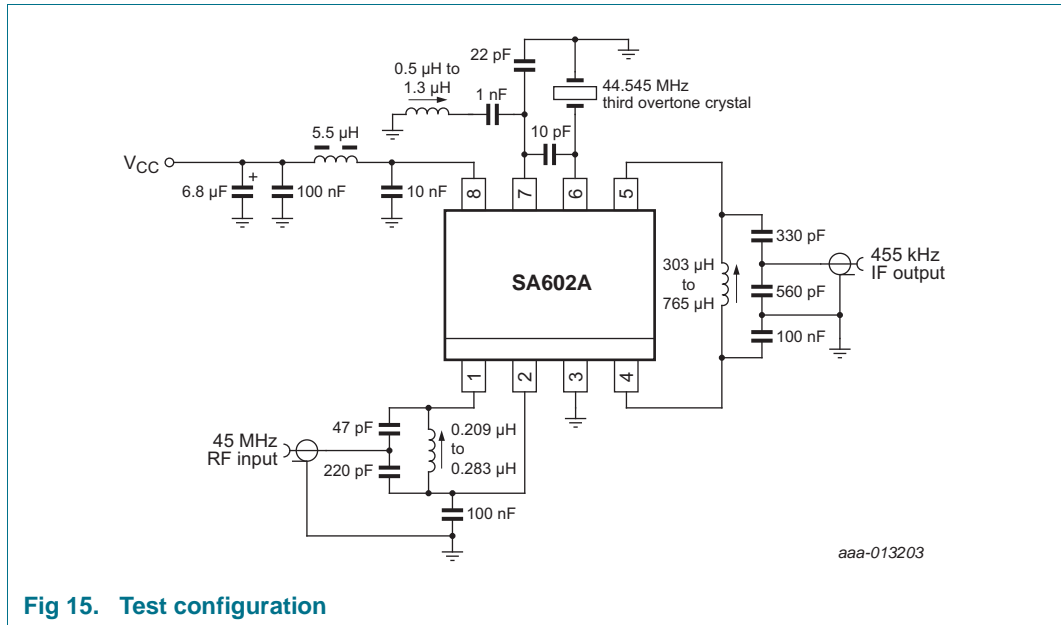 22 pF
0.5 μH to
1.3 μH
1 nF
44.545 MHz
third overtone crystal
5.5 μH
10 pF
VCC
6.8 μF
+
100 nF
10 nF
8
7
6
5
330 pF
303 μH
to
765 μH
560 pF
455 kHz
IF output
SA602A
100 nF
1
2
3
4
47 pF
0.209 μH
to
0.283 μH
45 MHz
RF input
220 pF
100 nF
aaa-013203
Fig 15. Test configuration